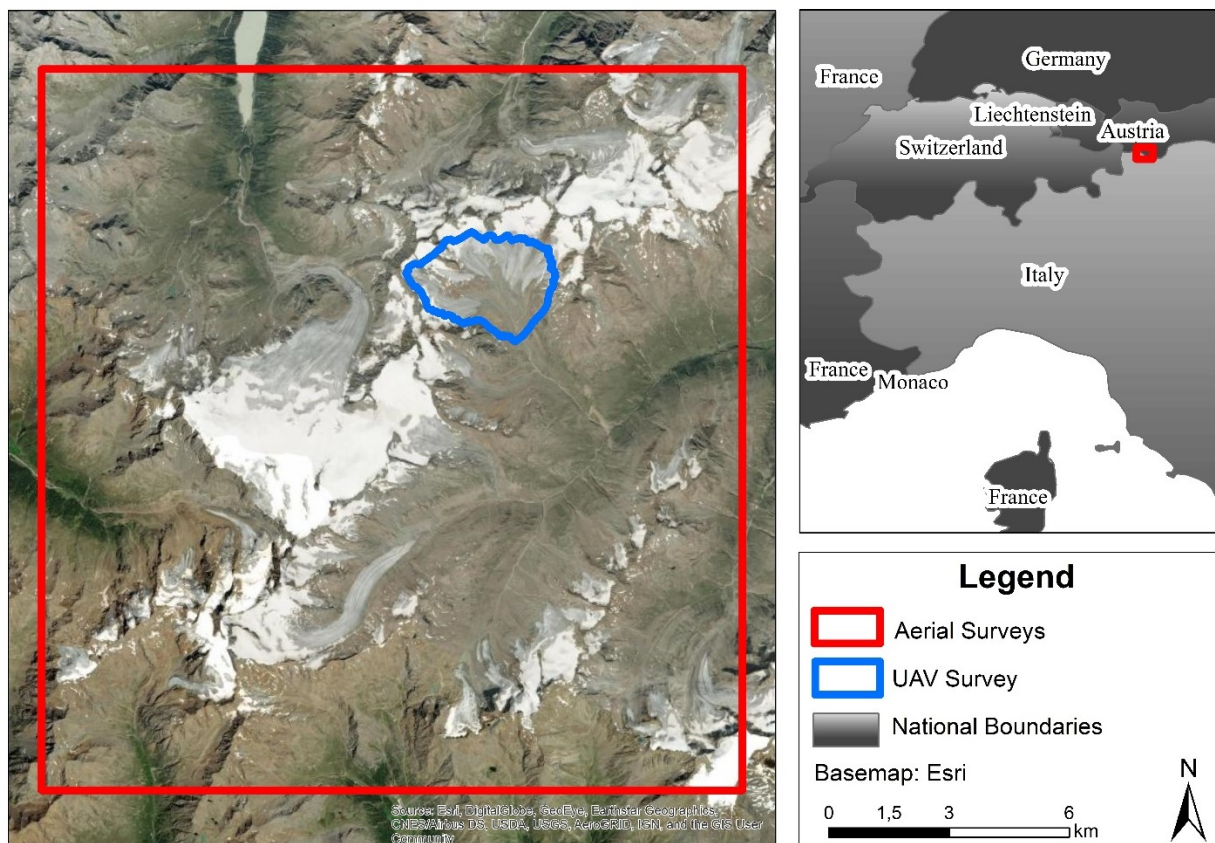 Source: Esri, DigitalGlobe, GeoEye, Earthstar Geographics,
CNES/Airbus DS, USDA, USGS, AeroGRID, IGN, and the GIS User
Community
France
Germany
Liechtenstein
Austria
Switzerland
Italy
France
Monaco
France
Legend
Aerial Surveys
UAV Survey
National Boundaries
Basemap: Esri
N
0 1,5 3 6
km